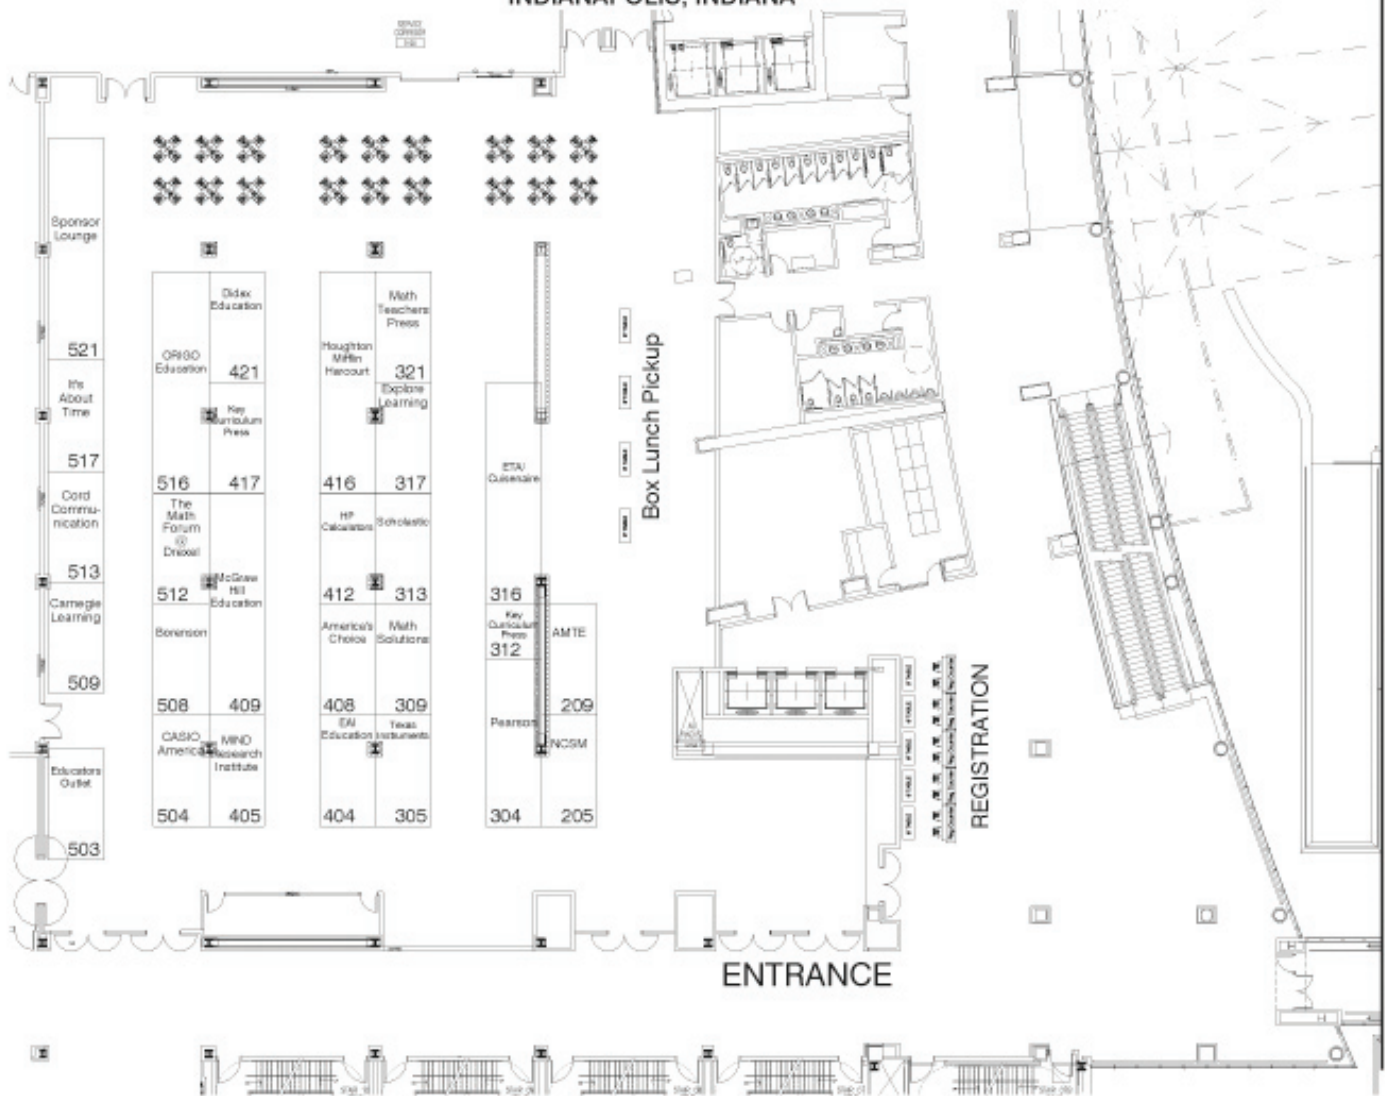 INDIANAPOLIS, INDIANA
SERVICE
CORRIDOR
Sponsor
Lounge
521
It's
About
Time
517
Cord
Commu-
nication
513
Carnegie
Learning
509
Educators
Outlet
503
ORIGO
Education
516
Didax
Education
421
Key
Curriculum
Press
417
The
Math
Forum
@
Drexel
512
McGraw
Hill
Education
409
Borenson
508
CASIO
America
504
MIND
Research
Institute
405
Houghton
Mifflin
Harcourt
416
Math
Teachers
Press
321
Explore
Learning
317
HP
Calculators
412
Scholastic
313
America's
Choice
408
Math
Solutions
309
EAI
Education
404
Texas
Instruments
305
ETA/
Cuisenaire
316
Key
Curriculum
Press
312
Pearson
304
AMTE
209
NCSM
205
Box Lunch Pickup
REGISTRATION
ENTRANCE